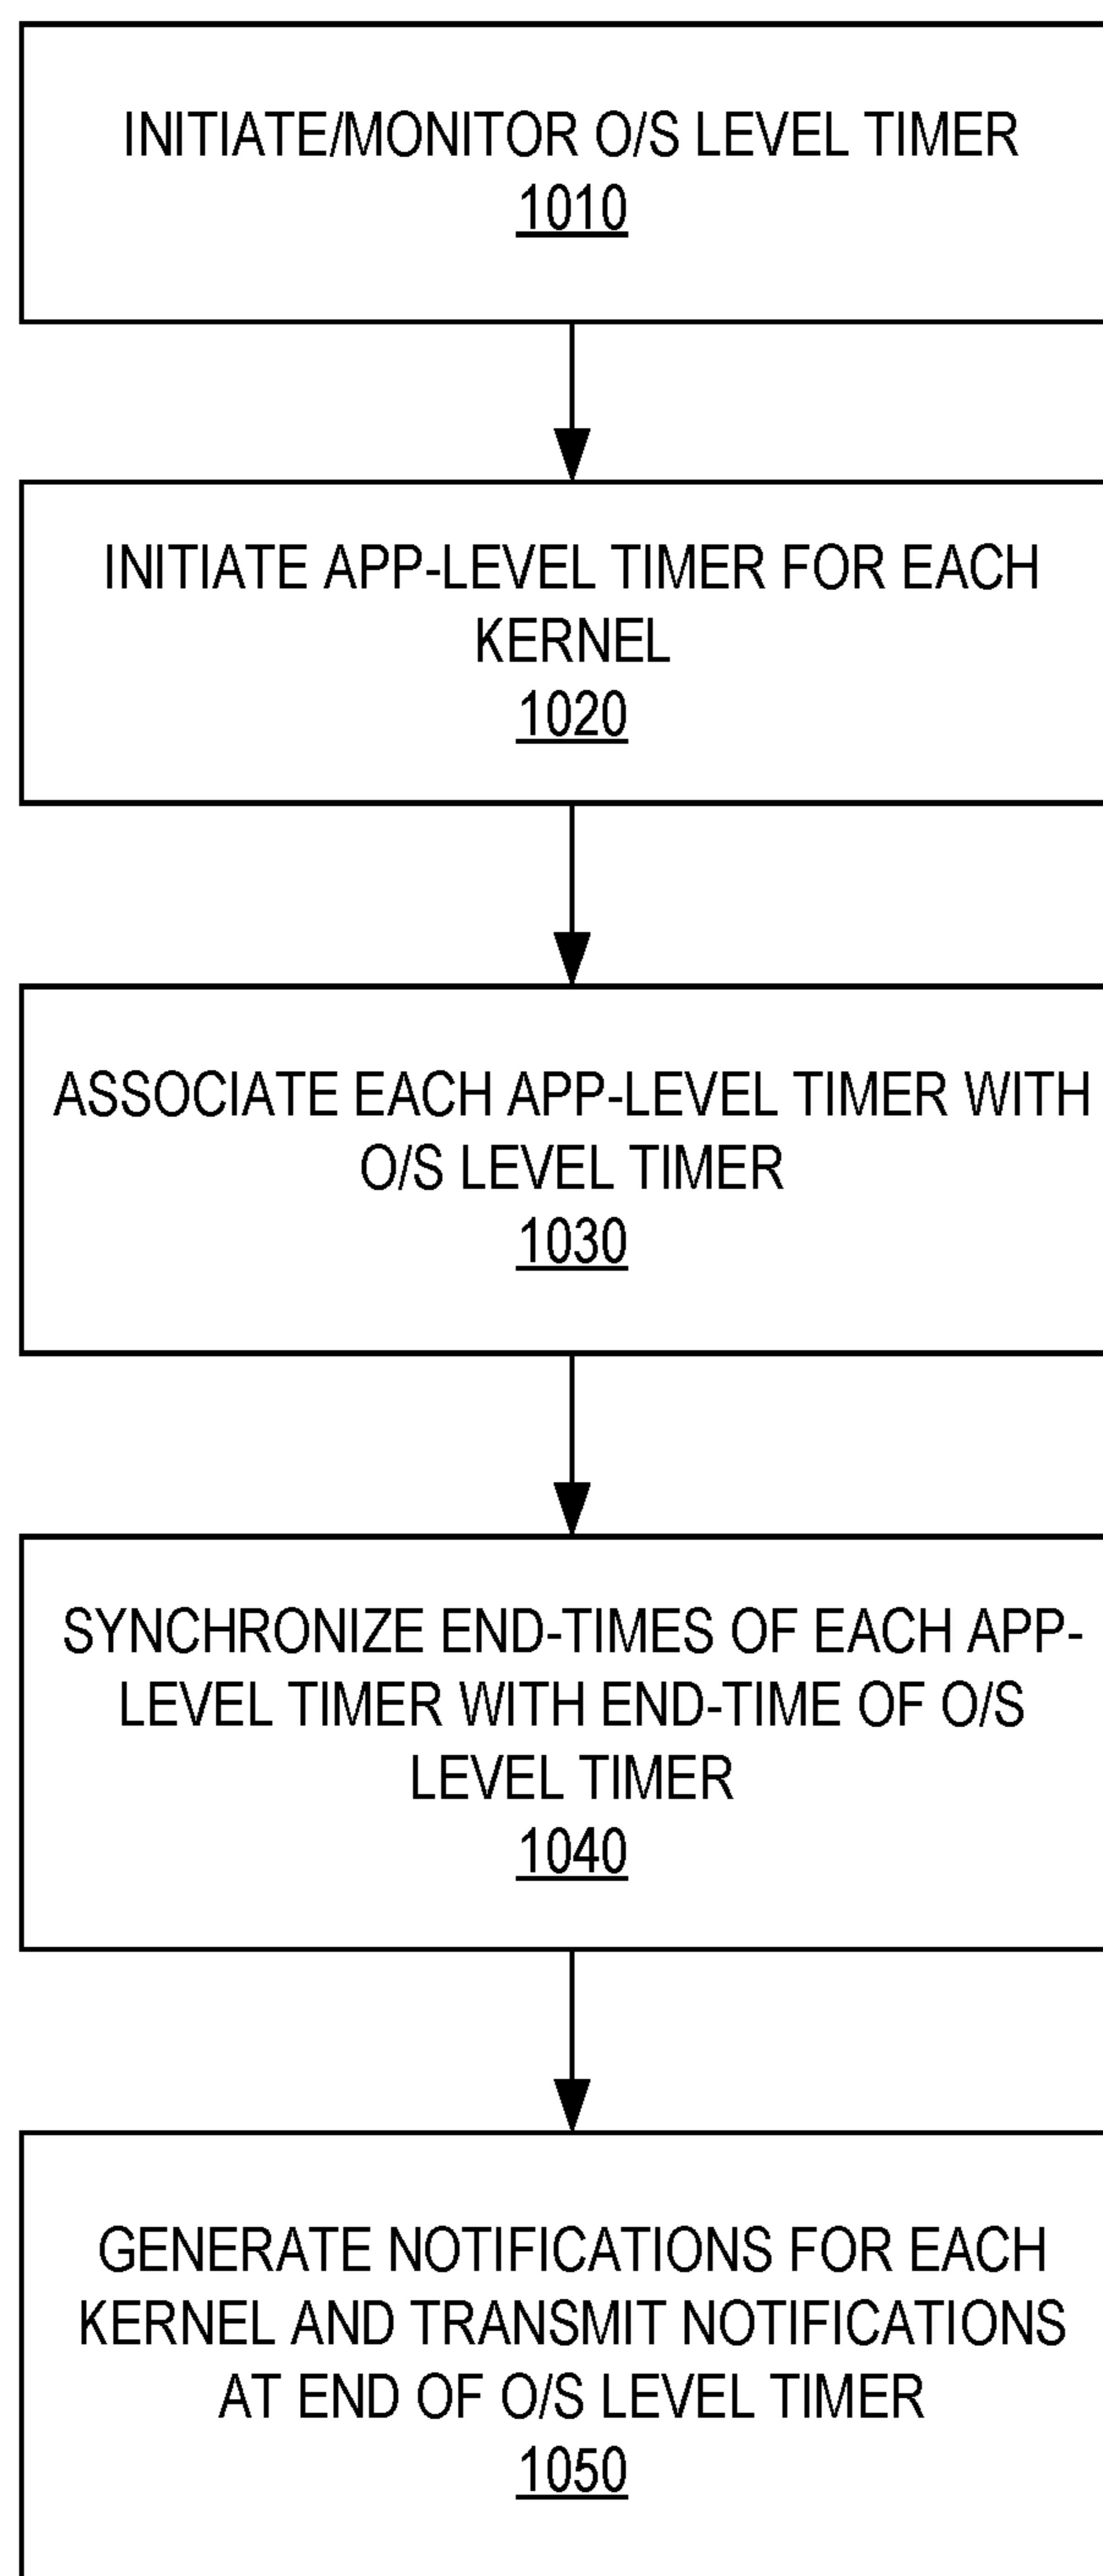 INITIATE/MONITOR O/S LEVEL TIMER
1010
INITIATE APP-LEVEL TIMER FOR EACH
KERNEL
1020
ASSOCIATE EACH APP-LEVEL TIMER WITH
O/S LEVEL TIMER
1030
SYNCHRONIZE END-TIMES OF EACH APP-
LEVEL TIMER WITH END-TIME OF O/S
LEVEL TIMER
1040
GENERATE NOTIFICATIONS FOR EACH
KERNEL AND TRANSMIT NOTIFICATIONS
AT END OF O/S LEVEL TIMER
1050